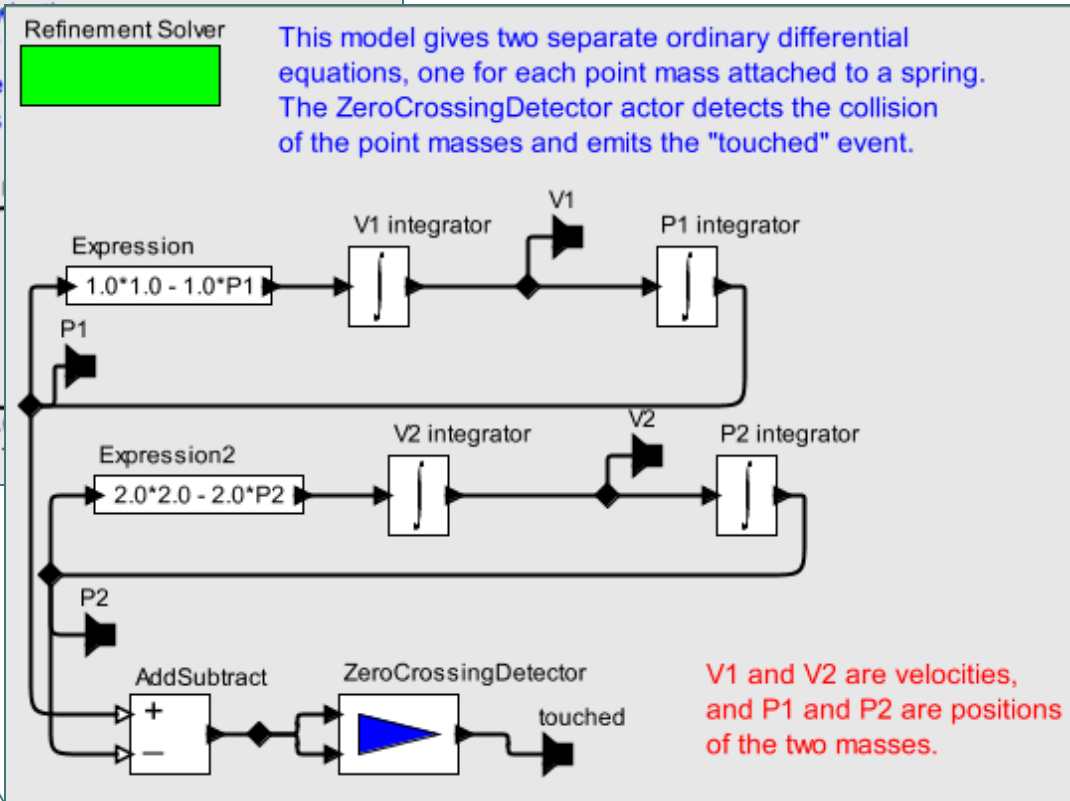 Refinement Solver
This model gives two separate ordinary differential
equations, one for each point mass attached to a spring.
The ZeroCrossingDetector actor detects the collision
of the point masses and emits the "touched" event.
V1
V1 integrator
P1 integrator
Expression
1.0*1.0 - 1.0*P1
P1
V2
V2 integrator
P2 integrator
Expression2
2.0*2.0 - 2.0*P2
P2
AddSubtract
ZeroCrossingDetector
+
−
touched
V1 and V2 are velocities,
and P1 and P2 are positions
of the two masses.